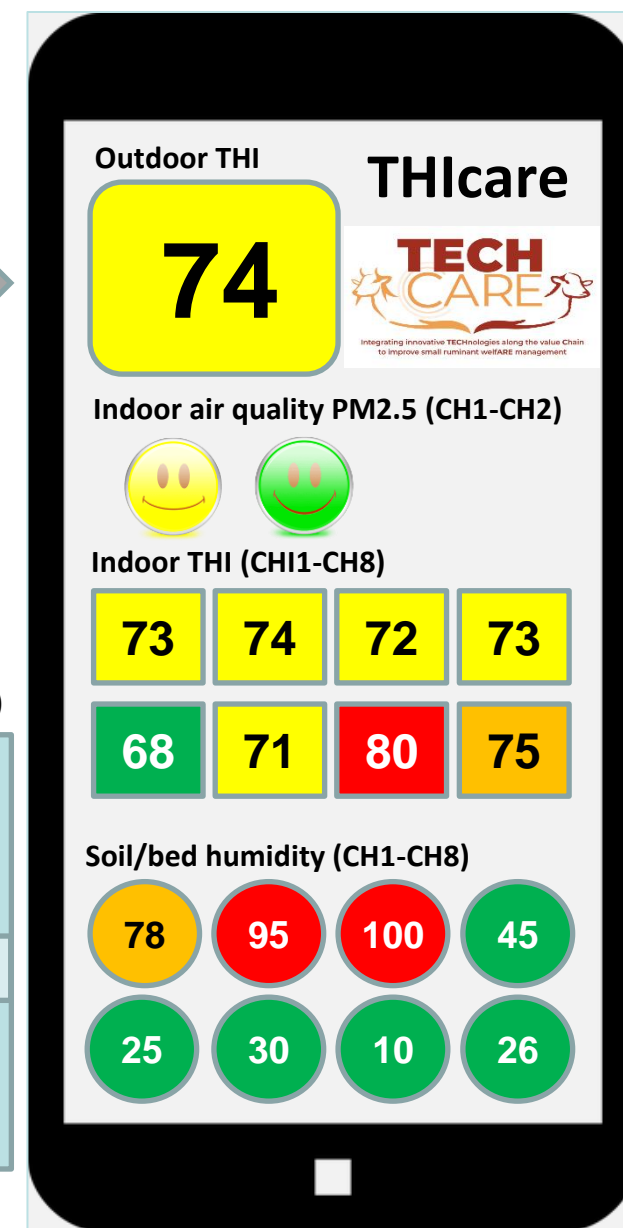 Outdoor THI
THIcare
74
TECH
CARE
Integrating innovative TECHnologies along the value Chain
to improve small ruminant welfARE management
Indoor air quality PM2.5 (CH1-CH2)
Indoor THI (CHI1-CH8)
73 74 72 73
68 71 80 75
Soil/bed humidity (CH1-CH8)
78 95 100 45
25 30 10 26
)